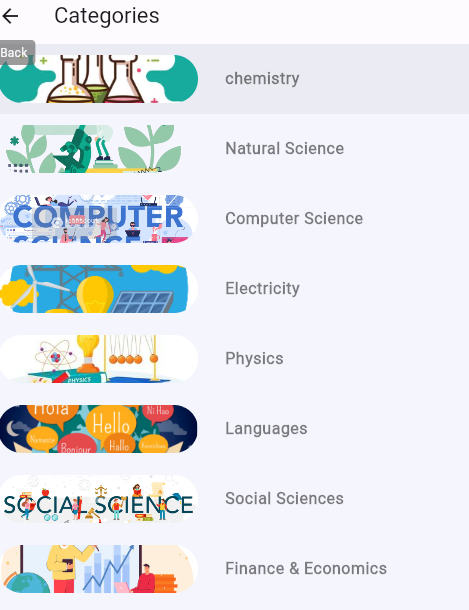 Categories
Back
chemistry
Natural Science
COMPUTER
SCIENCE
Computer Science
Electricity
PHYSICS
Physics
Hola
Ni Hao
Hello
Namaste
Bonjour
Hallo
Languages
SOCIAL SCIENCE
Social Sciences
Finance & Economics